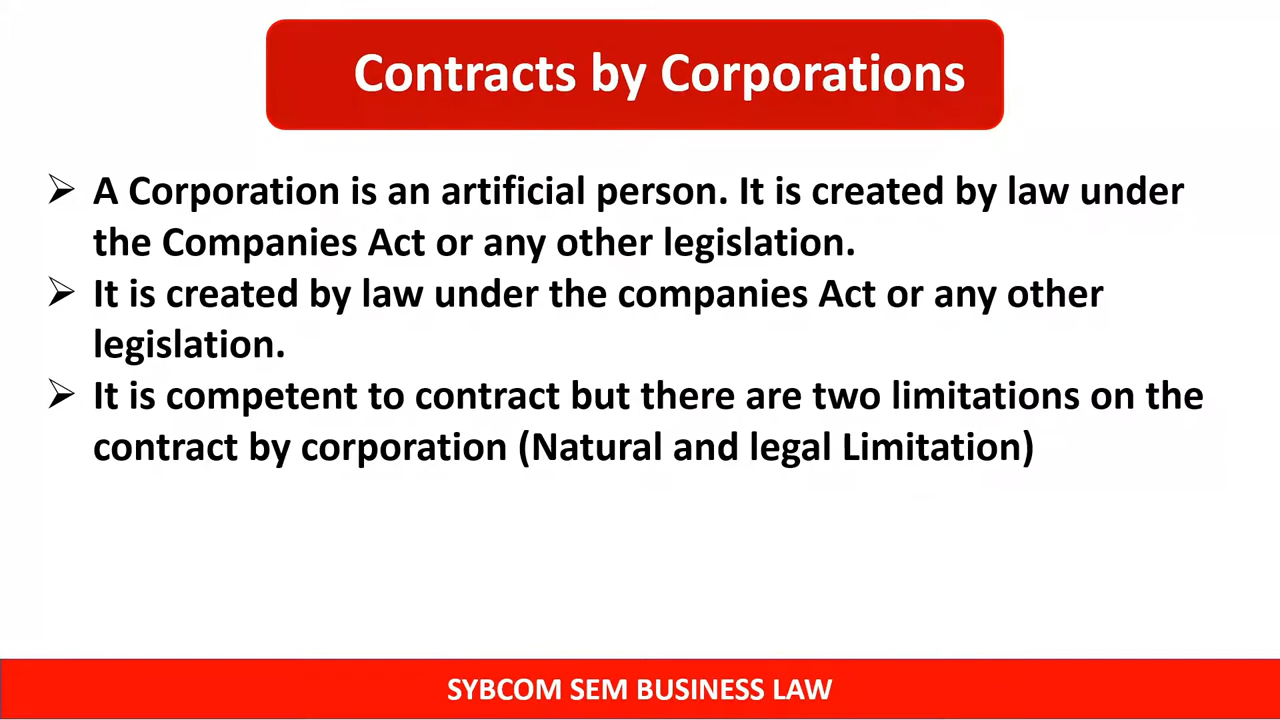 Contracts by Corporations
➢ A Corporation is an artificial person. It is created by law under
the Companies Act or any other legislation.
➢ It is created by law under the companies Act or any other
legislation.
➢ It is competent to contract but there are two limitations on the
contract by corporation (Natural and legal Limitation)
SYBCOM SEM BUSINESS LAW